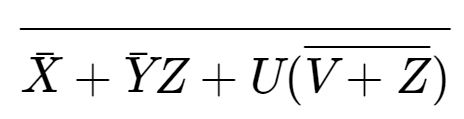 $\overline{\bar{X} + \bar{Y}Z + U(\overline{V + Z})}$